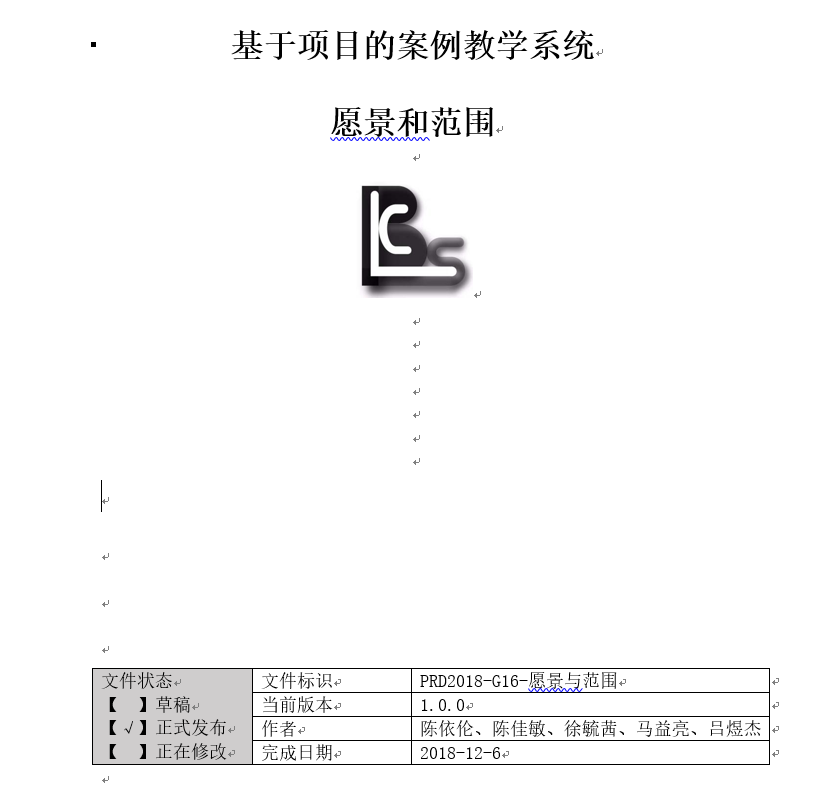 基于项目的案例教学系统
愿景和范围
BLCS
文件状态 文件标识 PRD2018-G16-愿景与范围
【 】草稿 当前版本 1.0.0
【√】正式发布 作者 陈依伦、陈佳敏、徐毓茜、马益亮、吕煜杰
【 】正在修改 完成日期 2018-12-6